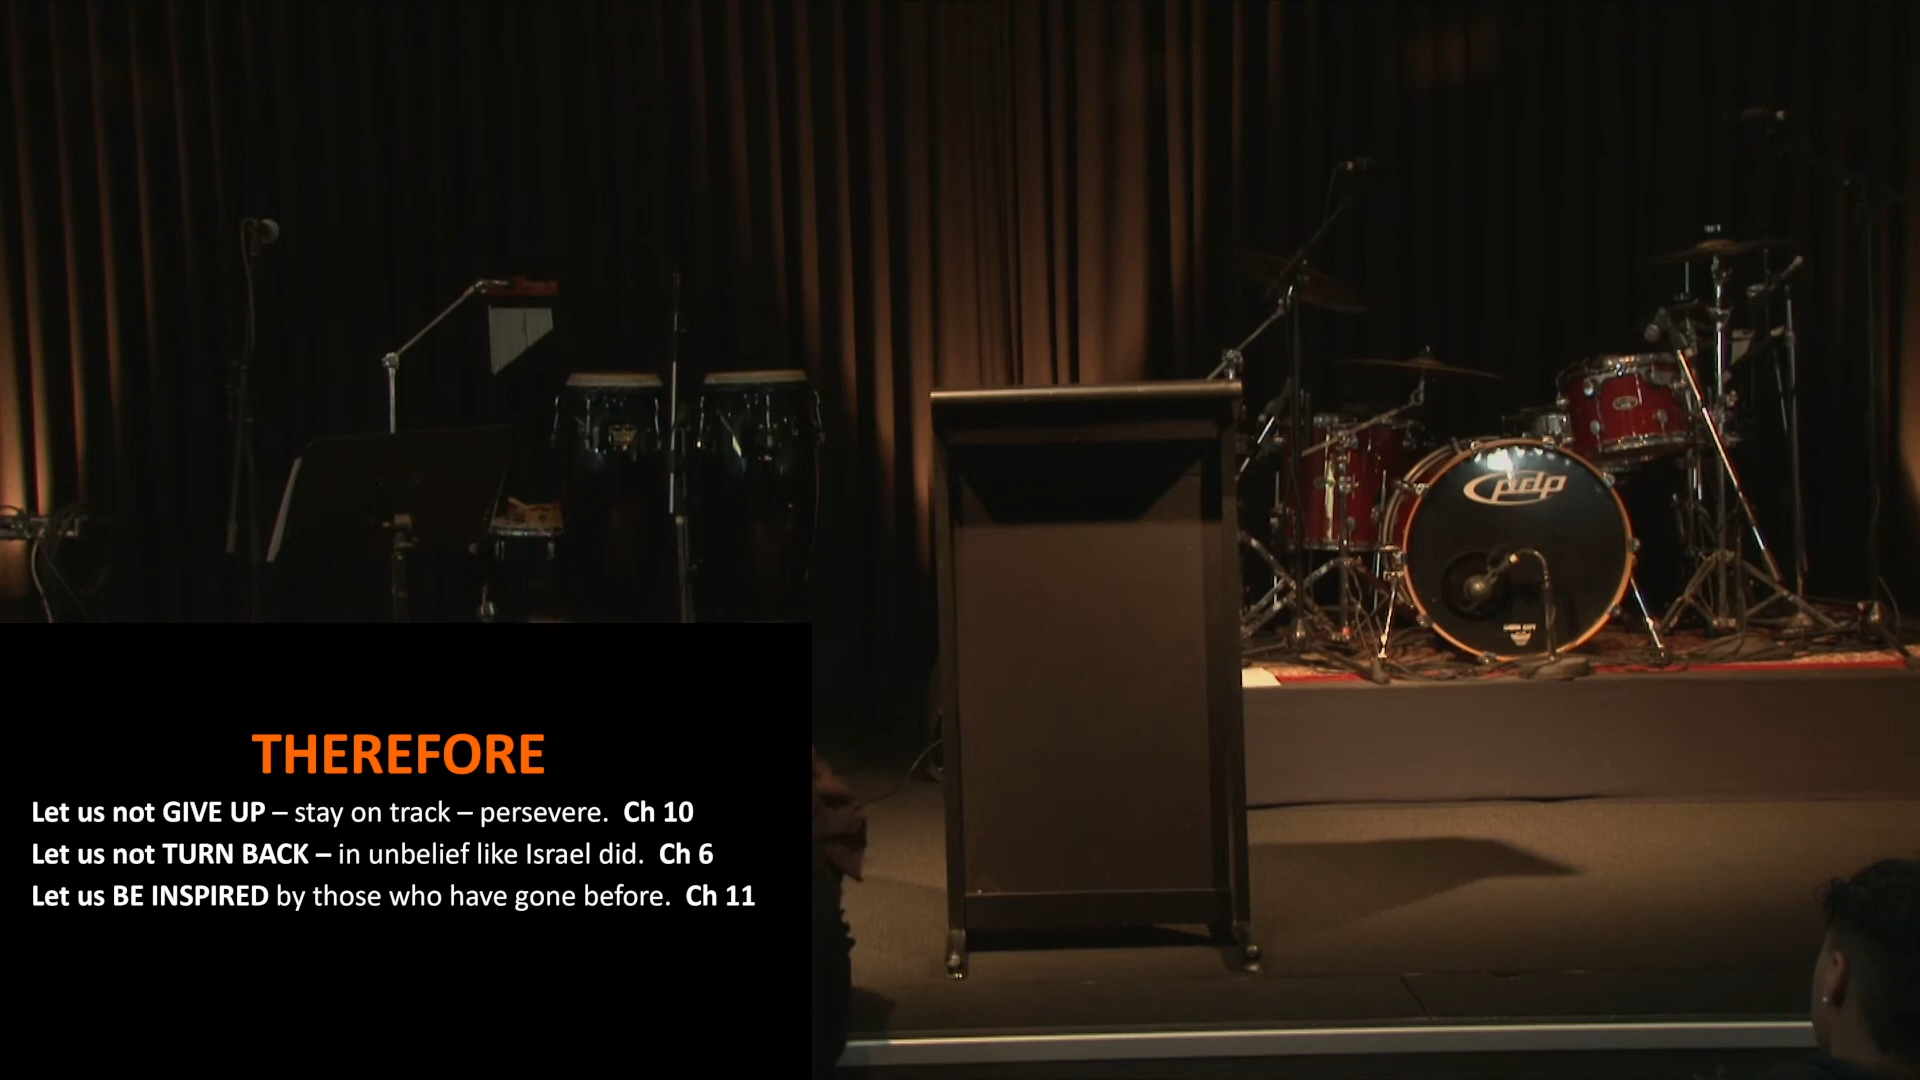 pdp
THEREFORE
Let us not GIVE UP – stay on track – persevere.  Ch 10
Let us not TURN BACK – in unbelief like Israel did.  Ch 6
Let us BE INSPIRED by those who have gone before.  Ch 11